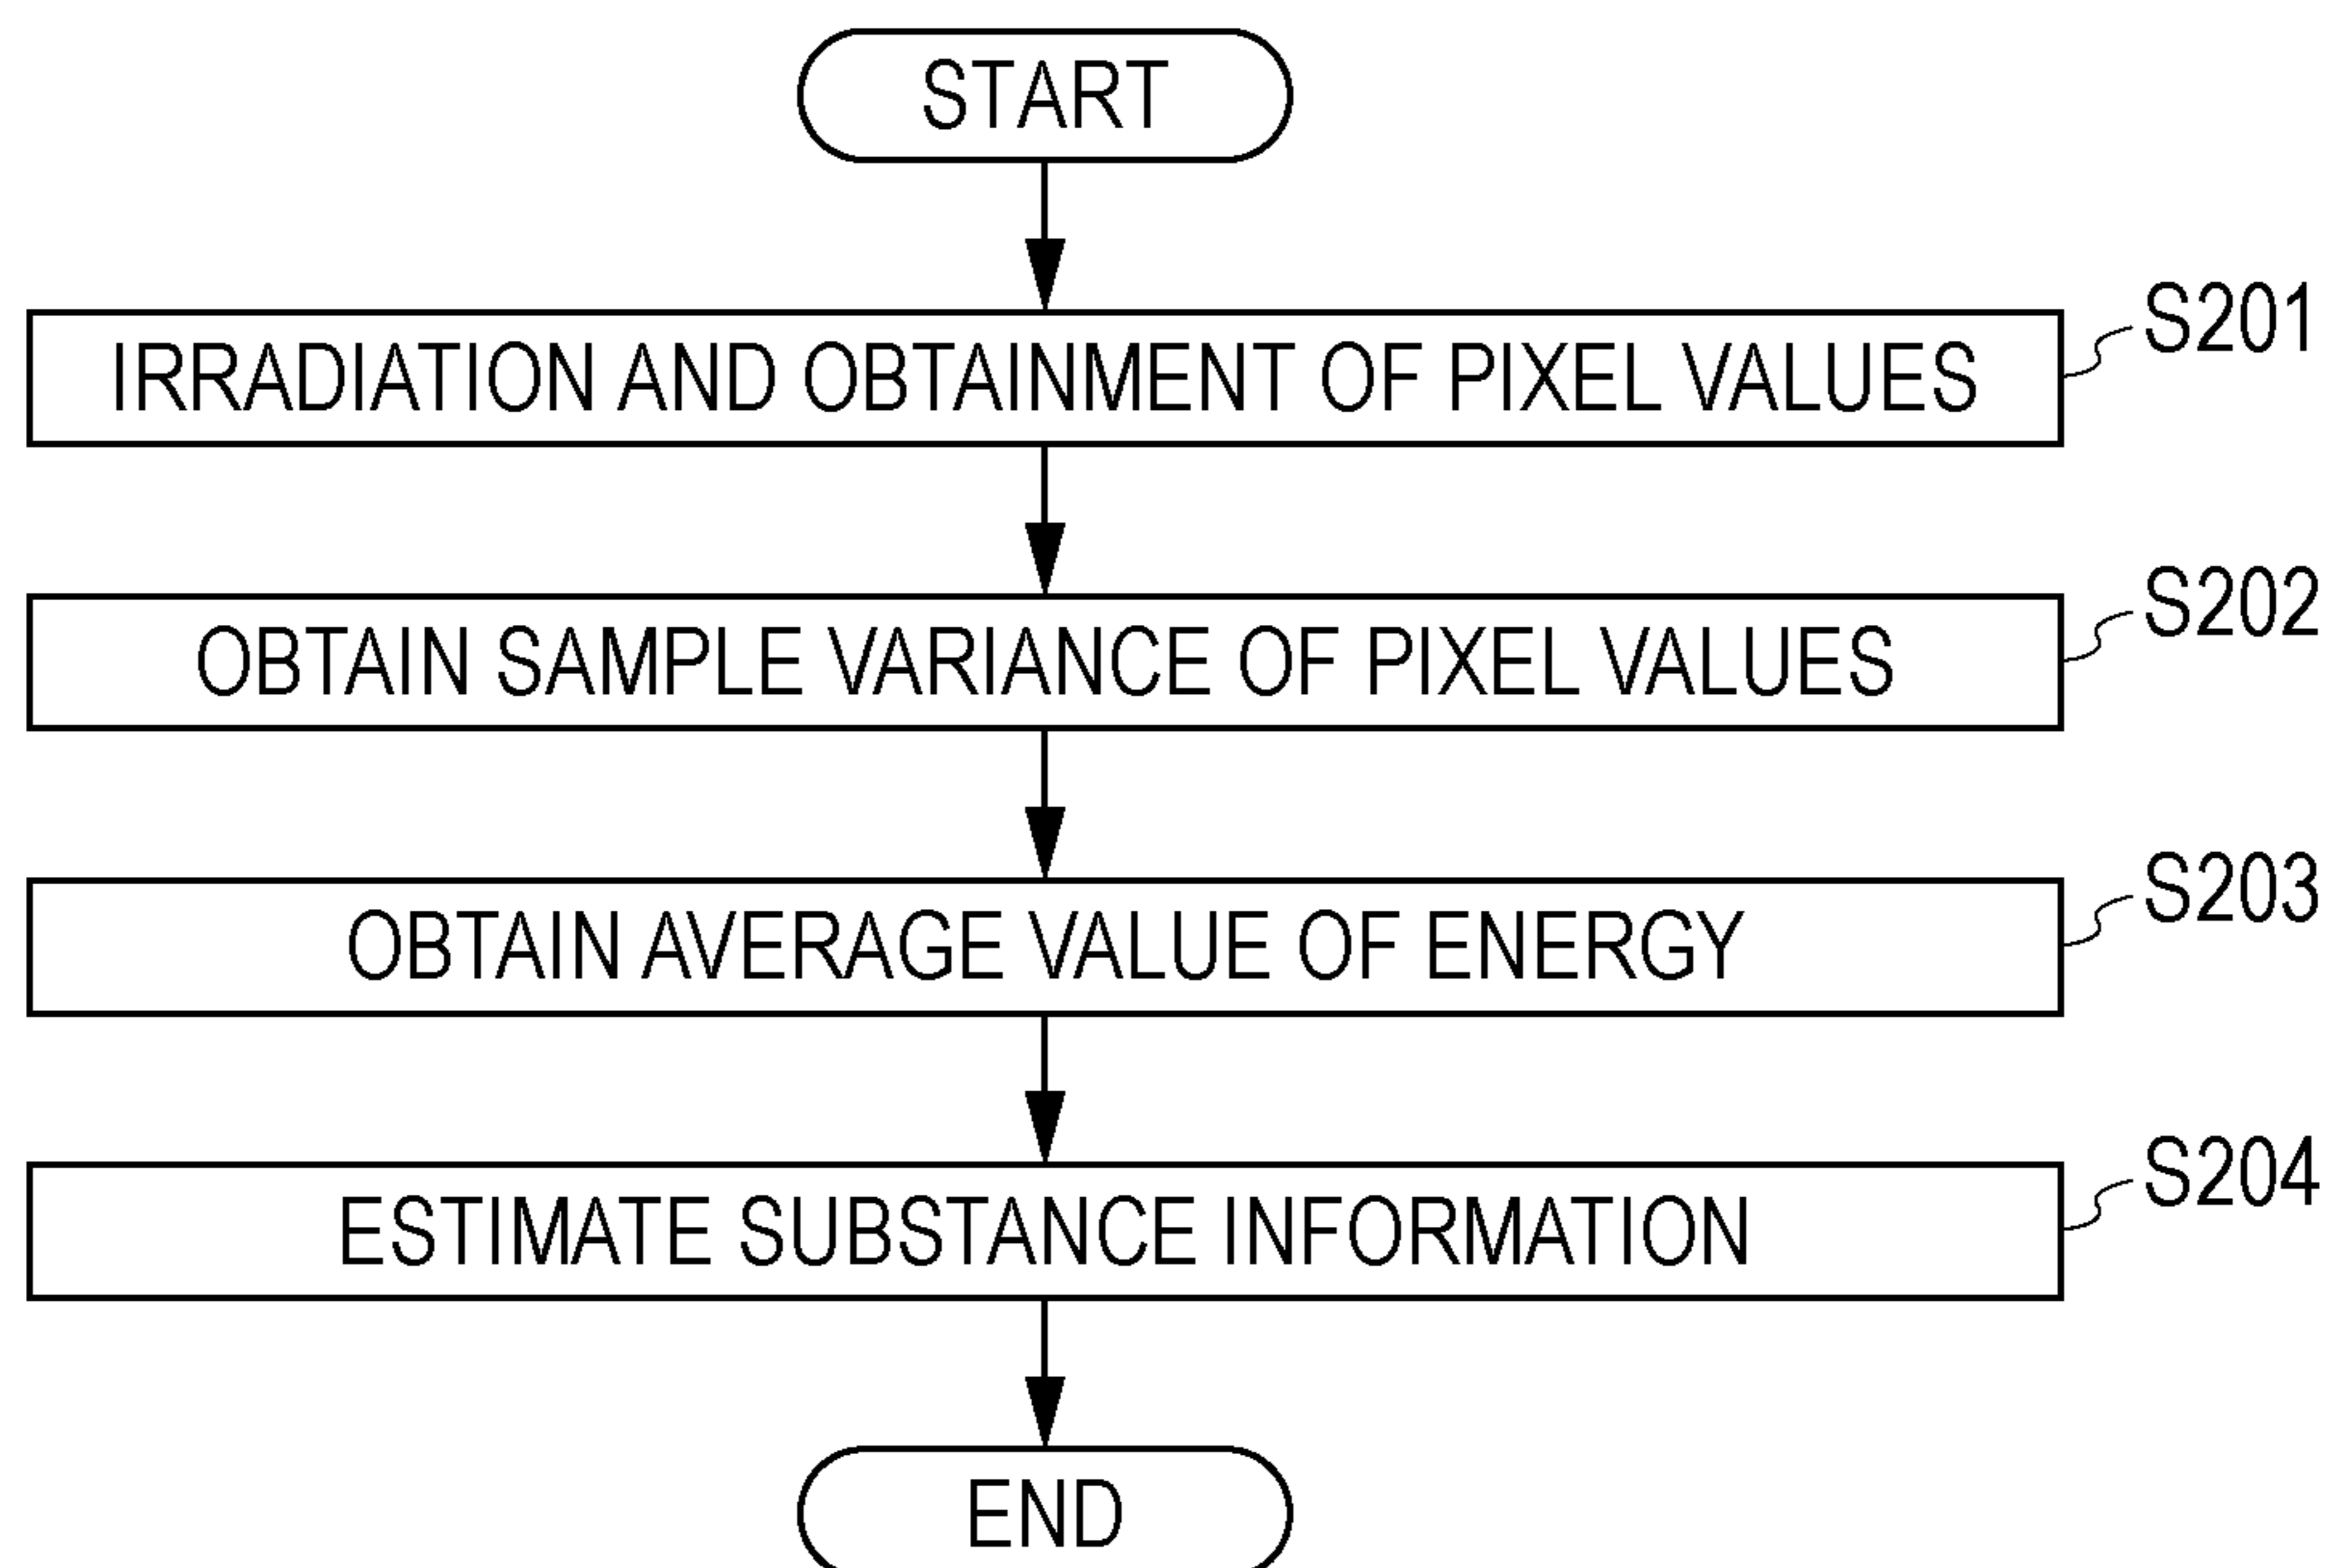 START
IRRADIATION AND OBTAINMENT OF PIXEL VALUES
S201
OBTAIN SAMPLE VARIANCE OF PIXEL VALUES
S202
OBTAIN AVERAGE VALUE OF ENERGY
S203
ESTIMATE SUBSTANCE INFORMATION
S204
END